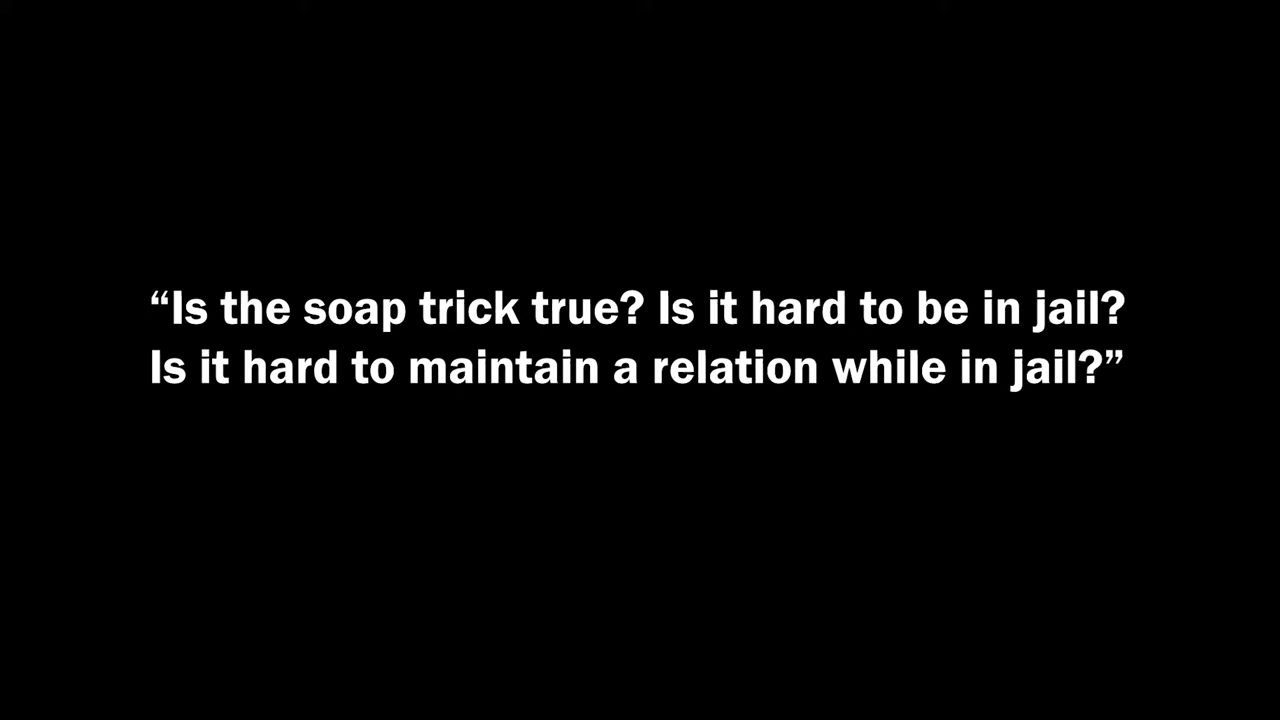 “Is the soap trick true? Is it hard to be in jail?
Is it hard to maintain a relation while in jail?”